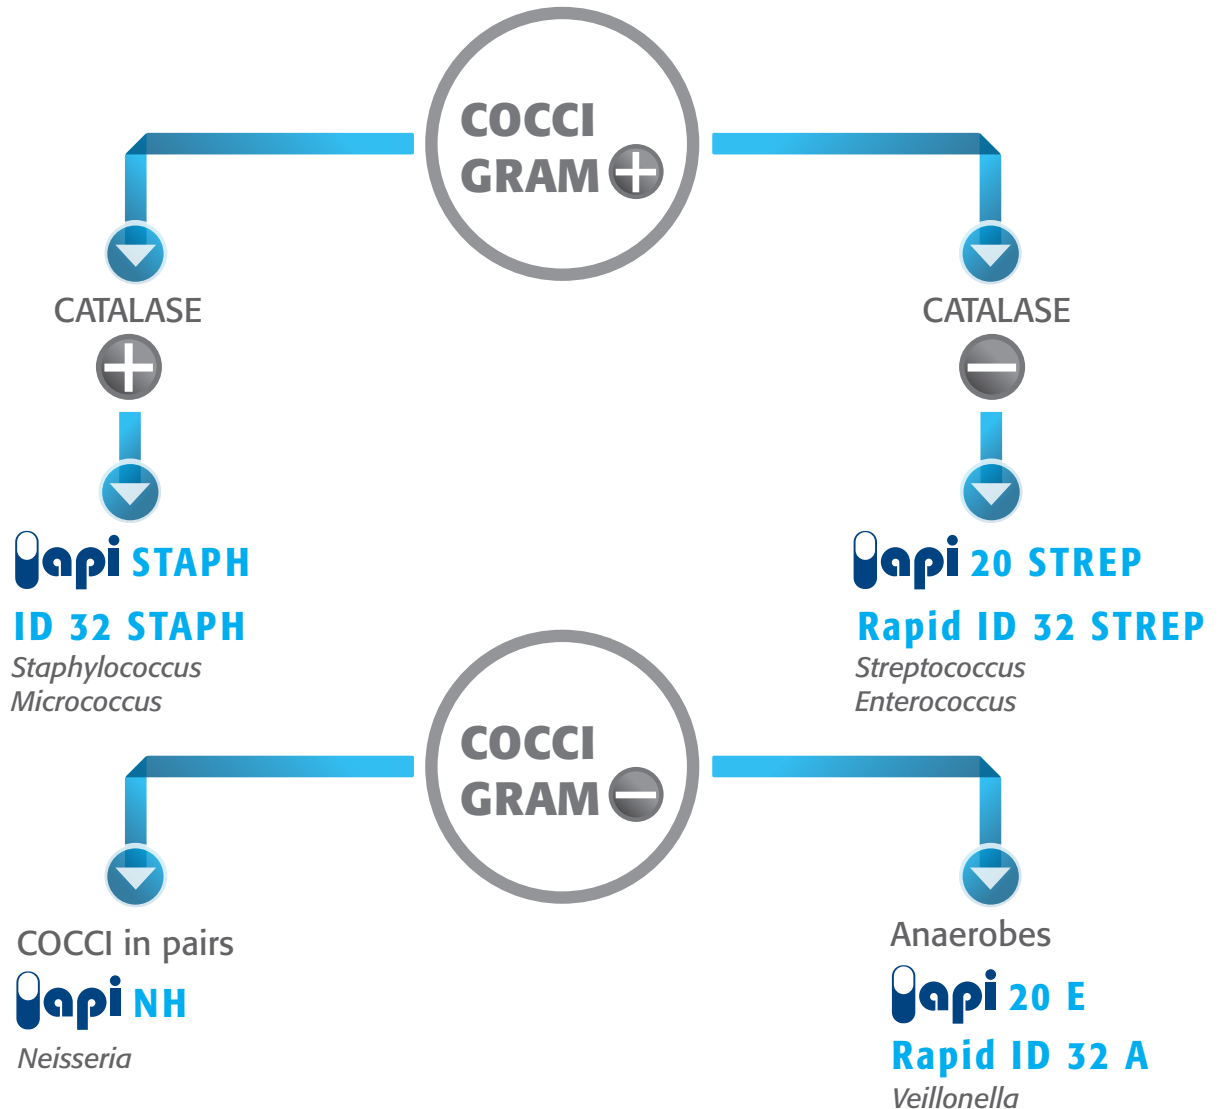 COCCI
GRAM +
CATALASE
+
api STAPH
ID 32 STAPH
Staphylococcus
Micrococcus
CATALASE
−
api 20 STREP
Rapid ID 32 STREP
Streptococcus
Enterococcus
COCCI
GRAM −
COCCI in pairs
api NH
Neisseria
Anaerobes
api 20 E
Rapid ID 32 A
Veillonella